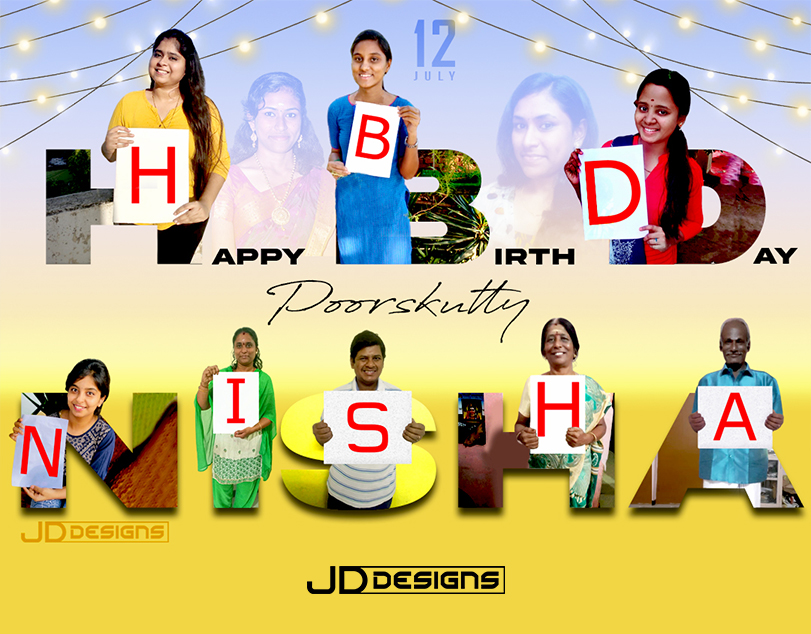 12
JULY
H B D
HAPPY BIRTHDAY
Poorskutty
N I S H A
NISHA
JD DESIGNS
JD DESIGNS